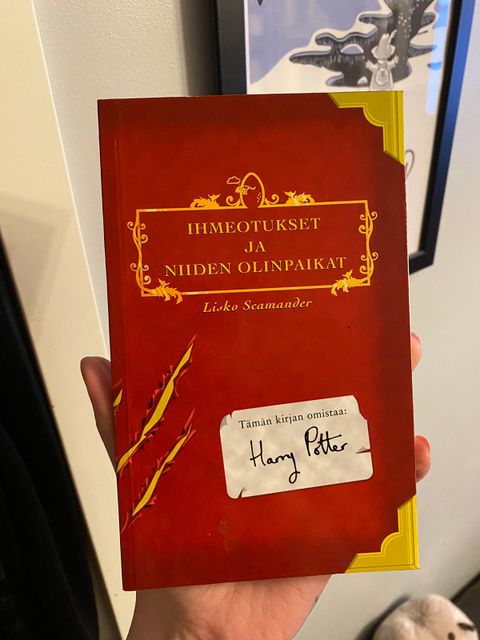 IHMEOTUKSET
JA
NIIDEN OLINPAIKAT
Lisko Scamander
Tämän kirjan omistaa:
Harry Potter